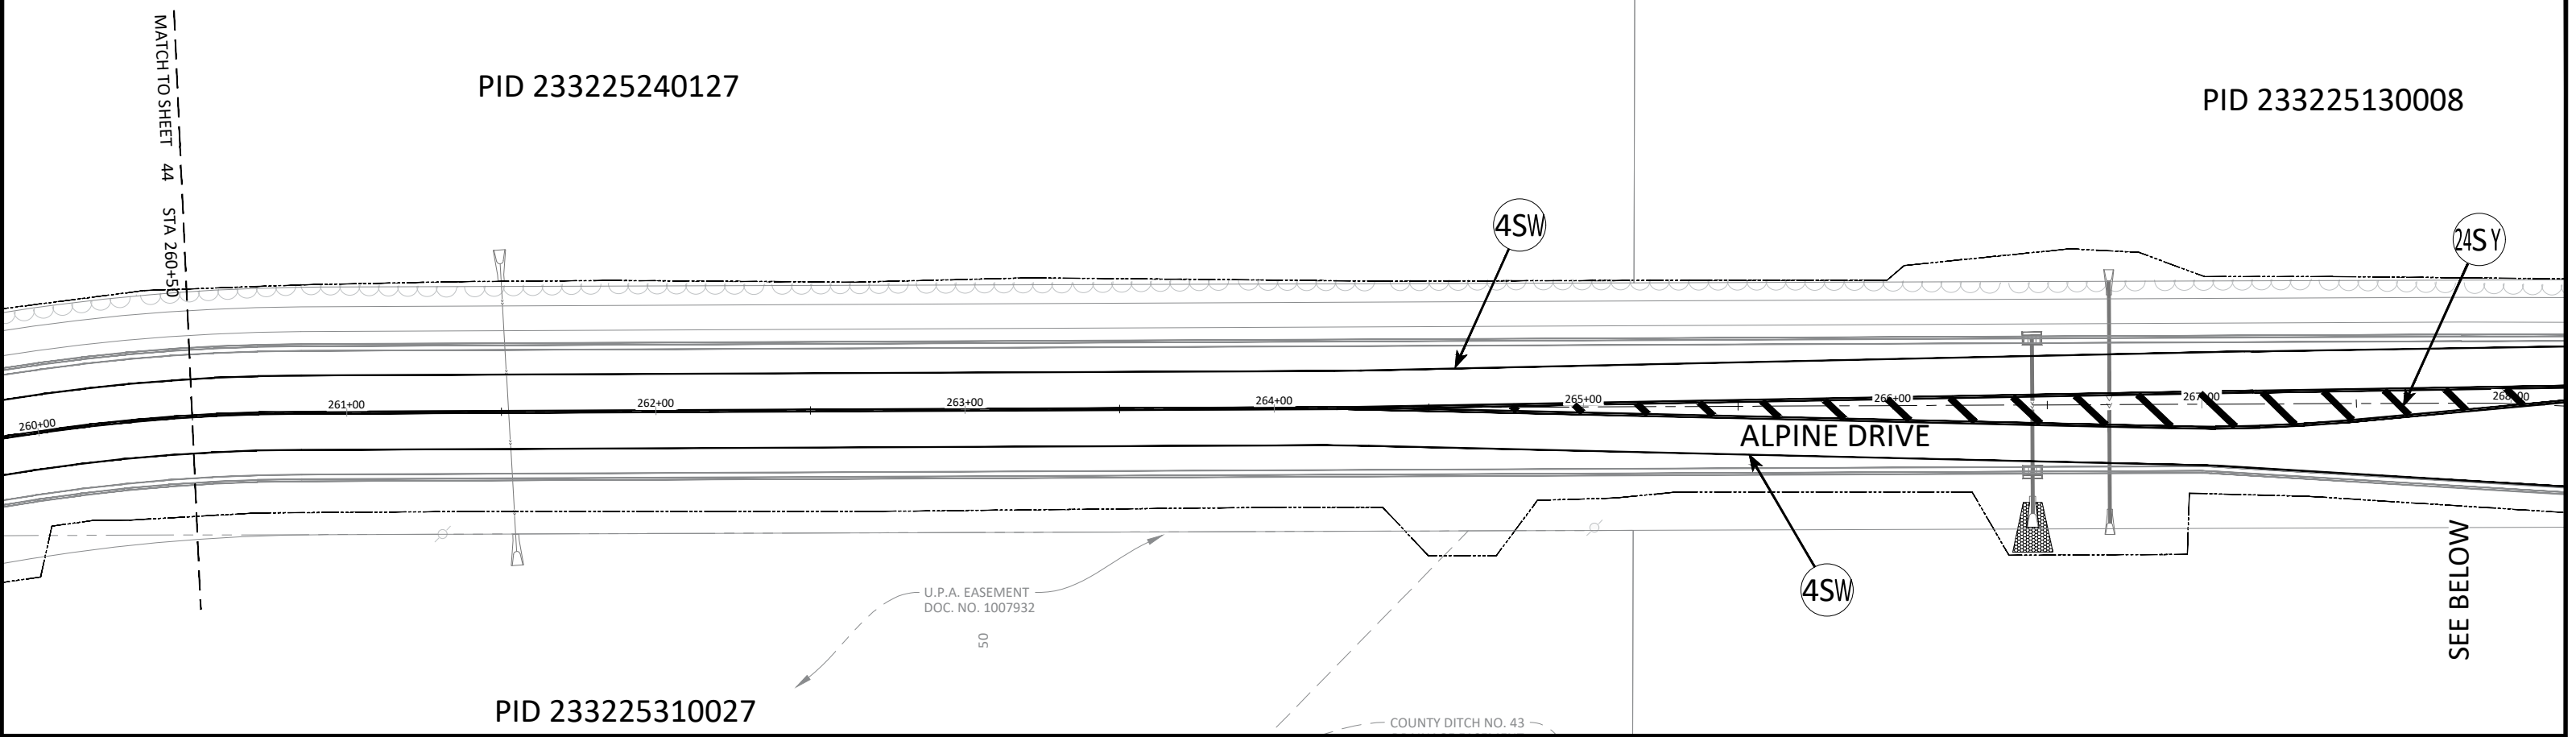 MATCH TO SHEET 44 STA 260+50
PID 233225240127
PID 233225130008
4SW
24SY
260+00
261+00
262+00
263+00
264+00
265+00
266+00
267+00
268+00
ALPINE DRIVE
4SW
SEE BELOW
U.P.A. EASEMENT
DOC. NO. 1007932
50
PID 233225310027
COUNTY DITCH NO. 43